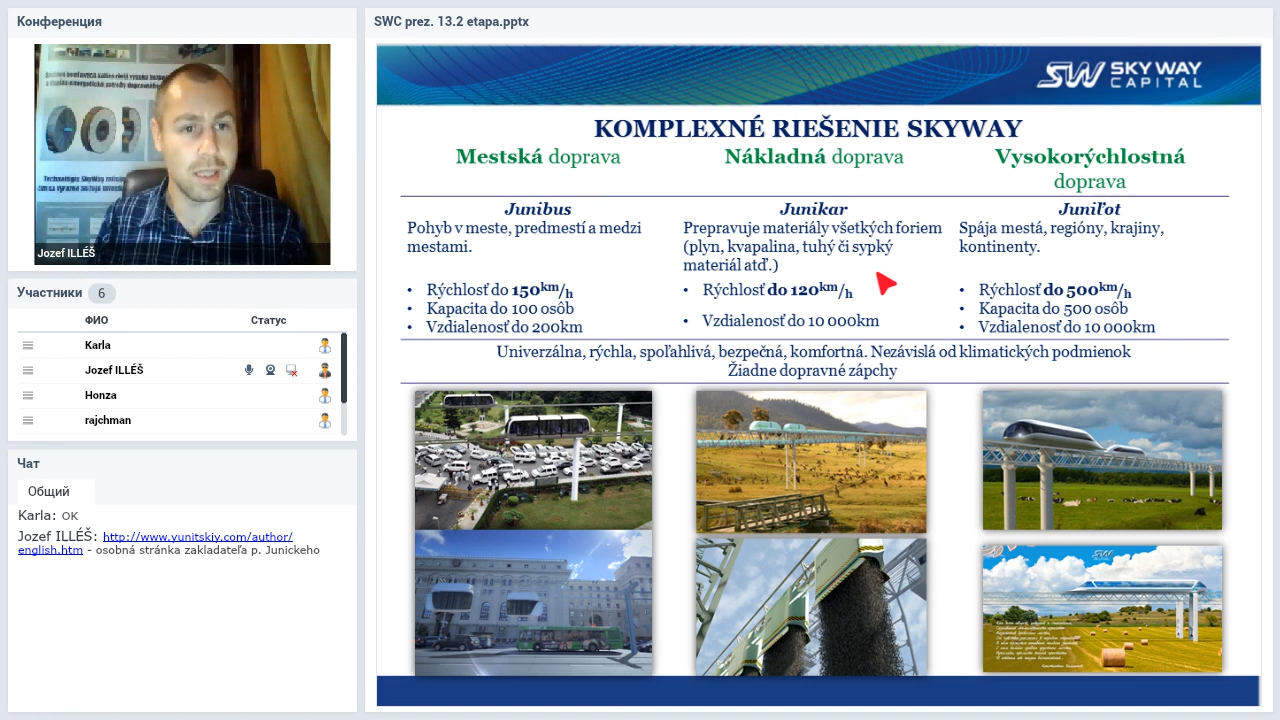 Конференция
Jozef ILLÉŠ
Участники 6
ФИО Статус
Karla
Jozef ILLÉŠ
Honza
rajchman
Чат
Общий
Karla: OK
Jozef ILLÉŠ: http://www.yunitskiy.com/author/
english.htm - osobná stránka zakladateľa p. Junickeho
SWC prez. 13.2 etapa.pptx
SW SKY WAY
CAPITAL
KOMPLEXNÉ RIEŠENIE SKYWAY
Mestská doprava
Junibus
Pohyb v meste, predmestí a medzi
mestami.
• Rýchlosť do 150km/h
• Kapacita do 100 osôb
• Vzdialenosť do 200km
Nákladná doprava
Junikar
Prepravuje materiály všetkých foriem
(plyn, kvapalina, tuhý či sypký
materiál atď.)
• Rýchlosť do 120km/h
• Vzdialenosť do 10 000km
Vysokorýchlostná
doprava
Juniľot
Spája mestá, regióny, krajiny,
kontinenty.
• Rýchlosť do 500km/h
• Kapacita do 500 osôb
• Vzdialenosť do 10 000km
Univerzálna, rýchla, spoľahlivá, bezpečná, komfortná. Nezávislá od klimatických podmienok
Žiadne dopravné zápchy